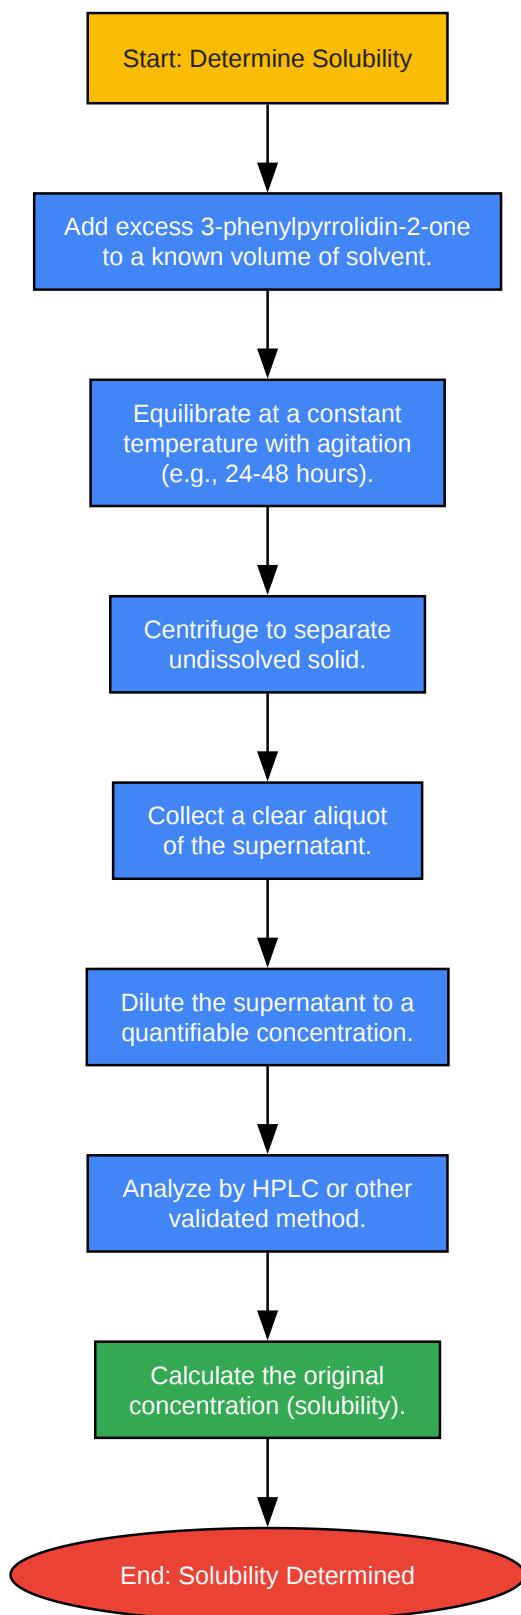 Start: Determine Solubility
Add excess 3-phenylpyrrolidin-2-one
to a known volume of solvent.
Equilibrate at a constant
temperature with agitation
(e.g., 24-48 hours).
Centrifuge to separate
undissolved solid.
Collect a clear aliquot
of the supernatant.
Dilute the supernatant to a
quantifiable concentration.
Analyze by HPLC or other
validated method.
Calculate the original
concentration (solubility).
End: Solubility Determined